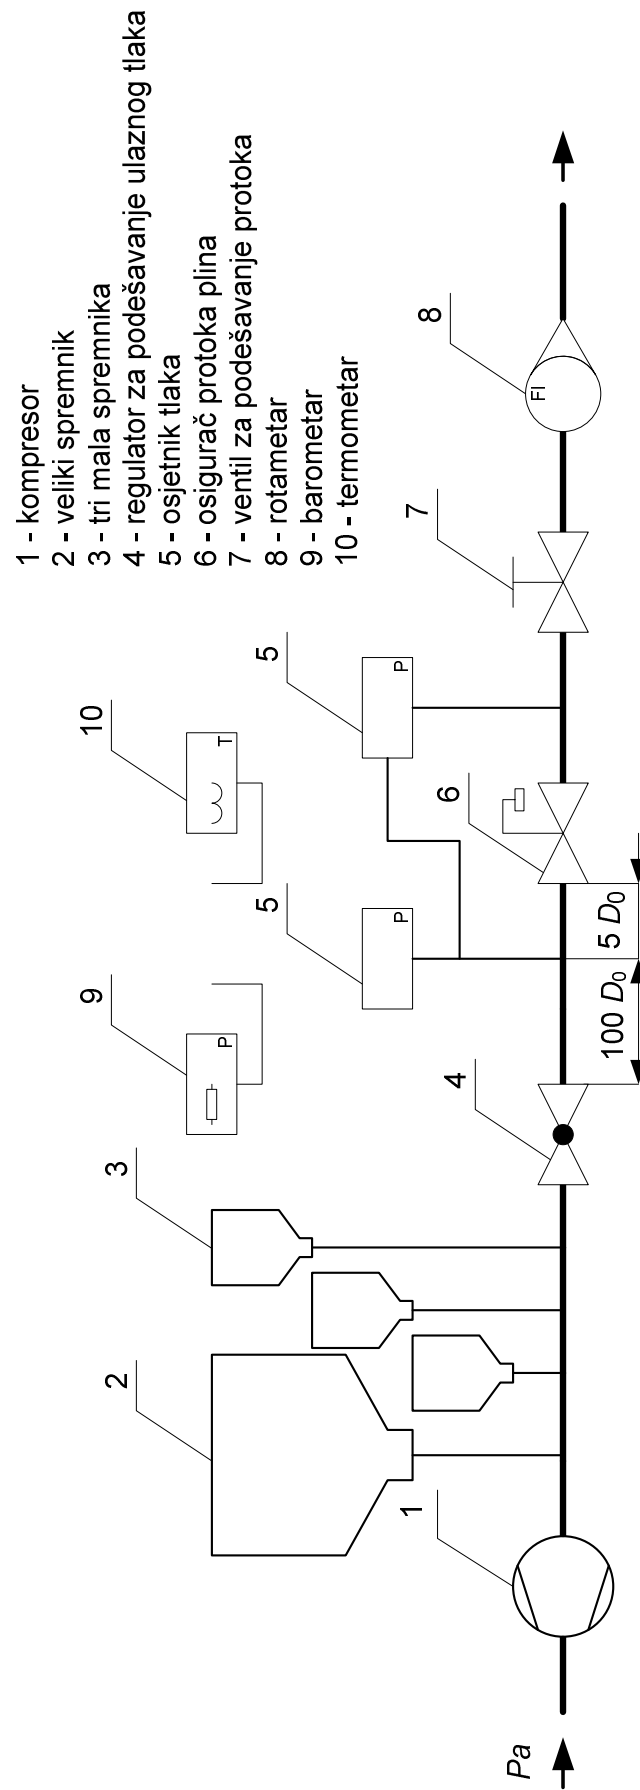 1 - kompresor
2 - veliki spremnik
3 - tri mala spremnika
4 - regulator za podešavanje ulaznog tlaka
5 - osjetnik tlaka
6 - osigurač protoka plina
7 - ventil za podešavanje protoka
8 - rotametar
9 - barometar
10 - termometar
2
3
9
10
P
T
5
5
P
P
1
4
6
7
8
FI
Pa
100 D0
5 D0